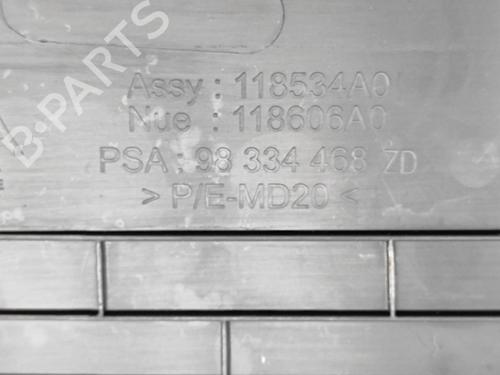 B-PARTS
Assy : 118534A0
Nue : 118606A0
PSA : 98 334 468 ZD
> P/E-MD20 <